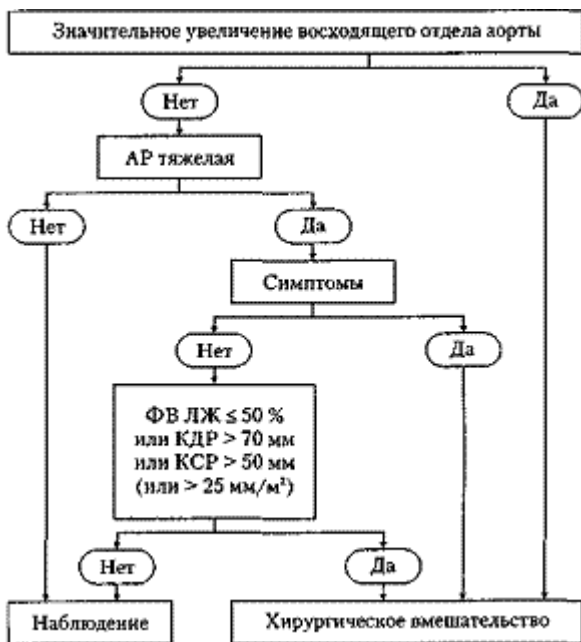 Значительное увеличение восходящего отдела аорты
Нет
Да
АР тяжелая
Нет
Да
Симптомы
Нет
Да
ФВ ЛЖ ≤ 50 %
или КДР > 70 мм
или КСР > 50 мм
(или > 25 мм/м²)
Нет
Да
Наблюдение
Хирургическое вмешательство